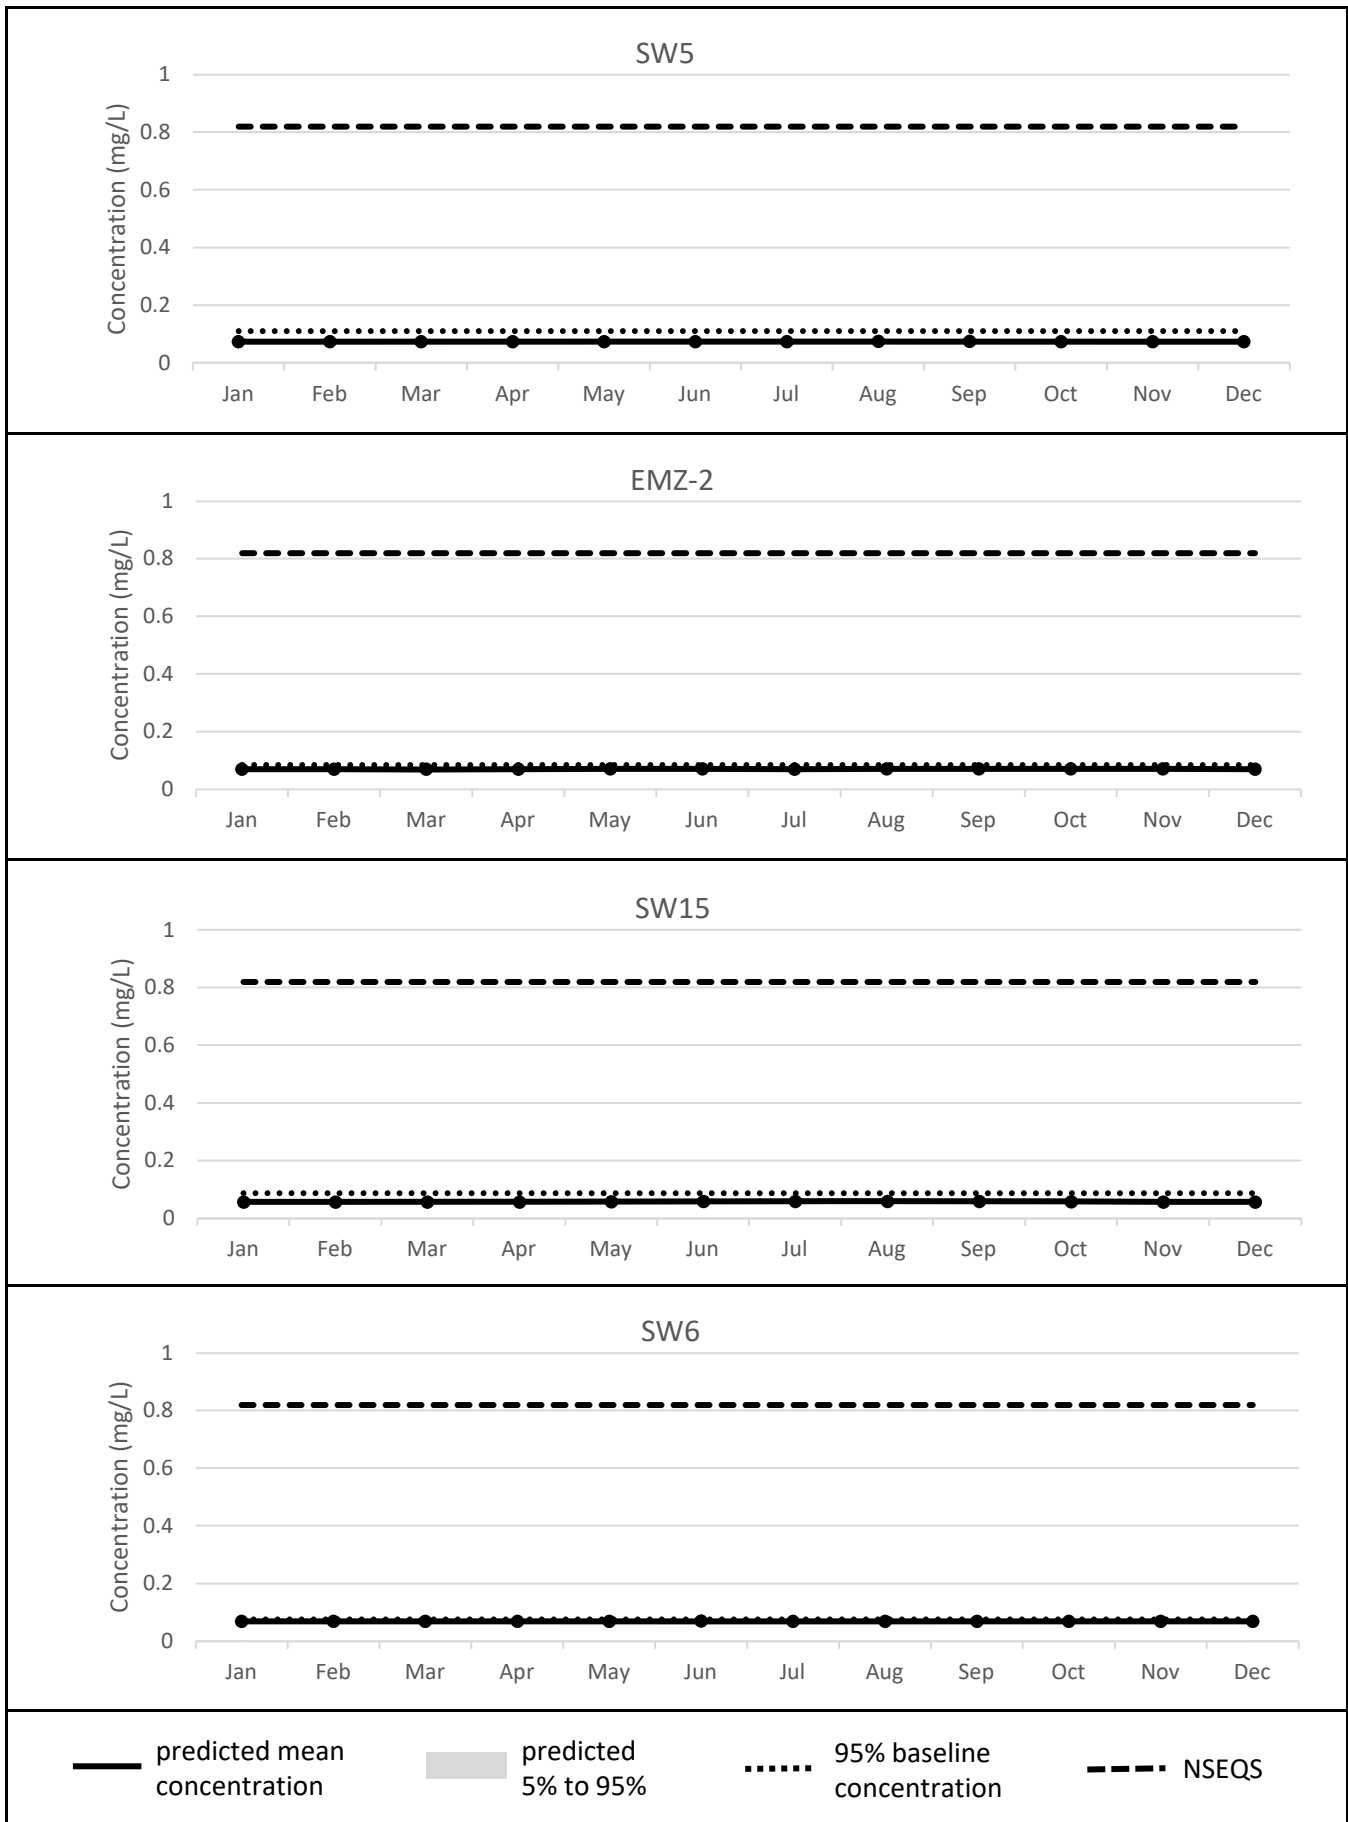 SW5
Concentration (mg/L)
1
0.8
0.6
0.4
0.2
0
Jan Feb Mar Apr May Jun Jul Aug Sep Oct Nov Dec
EMZ-2
Concentration (mg/L)
1
0.8
0.6
0.4
0.2
0
Jan Feb Mar Apr May Jun Jul Aug Sep Oct Nov Dec
SW15
Concentration (mg/L)
1
0.8
0.6
0.4
0.2
0
Jan Feb Mar Apr May Jun Jul Aug Sep Oct Nov Dec
SW6
Concentration (mg/L)
1
0.8
0.6
0.4
0.2
0
Jan Feb Mar Apr May Jun Jul Aug Sep Oct Nov Dec
predicted mean
concentration
predicted
5% to 95%
95% baseline
concentration
NSEQS